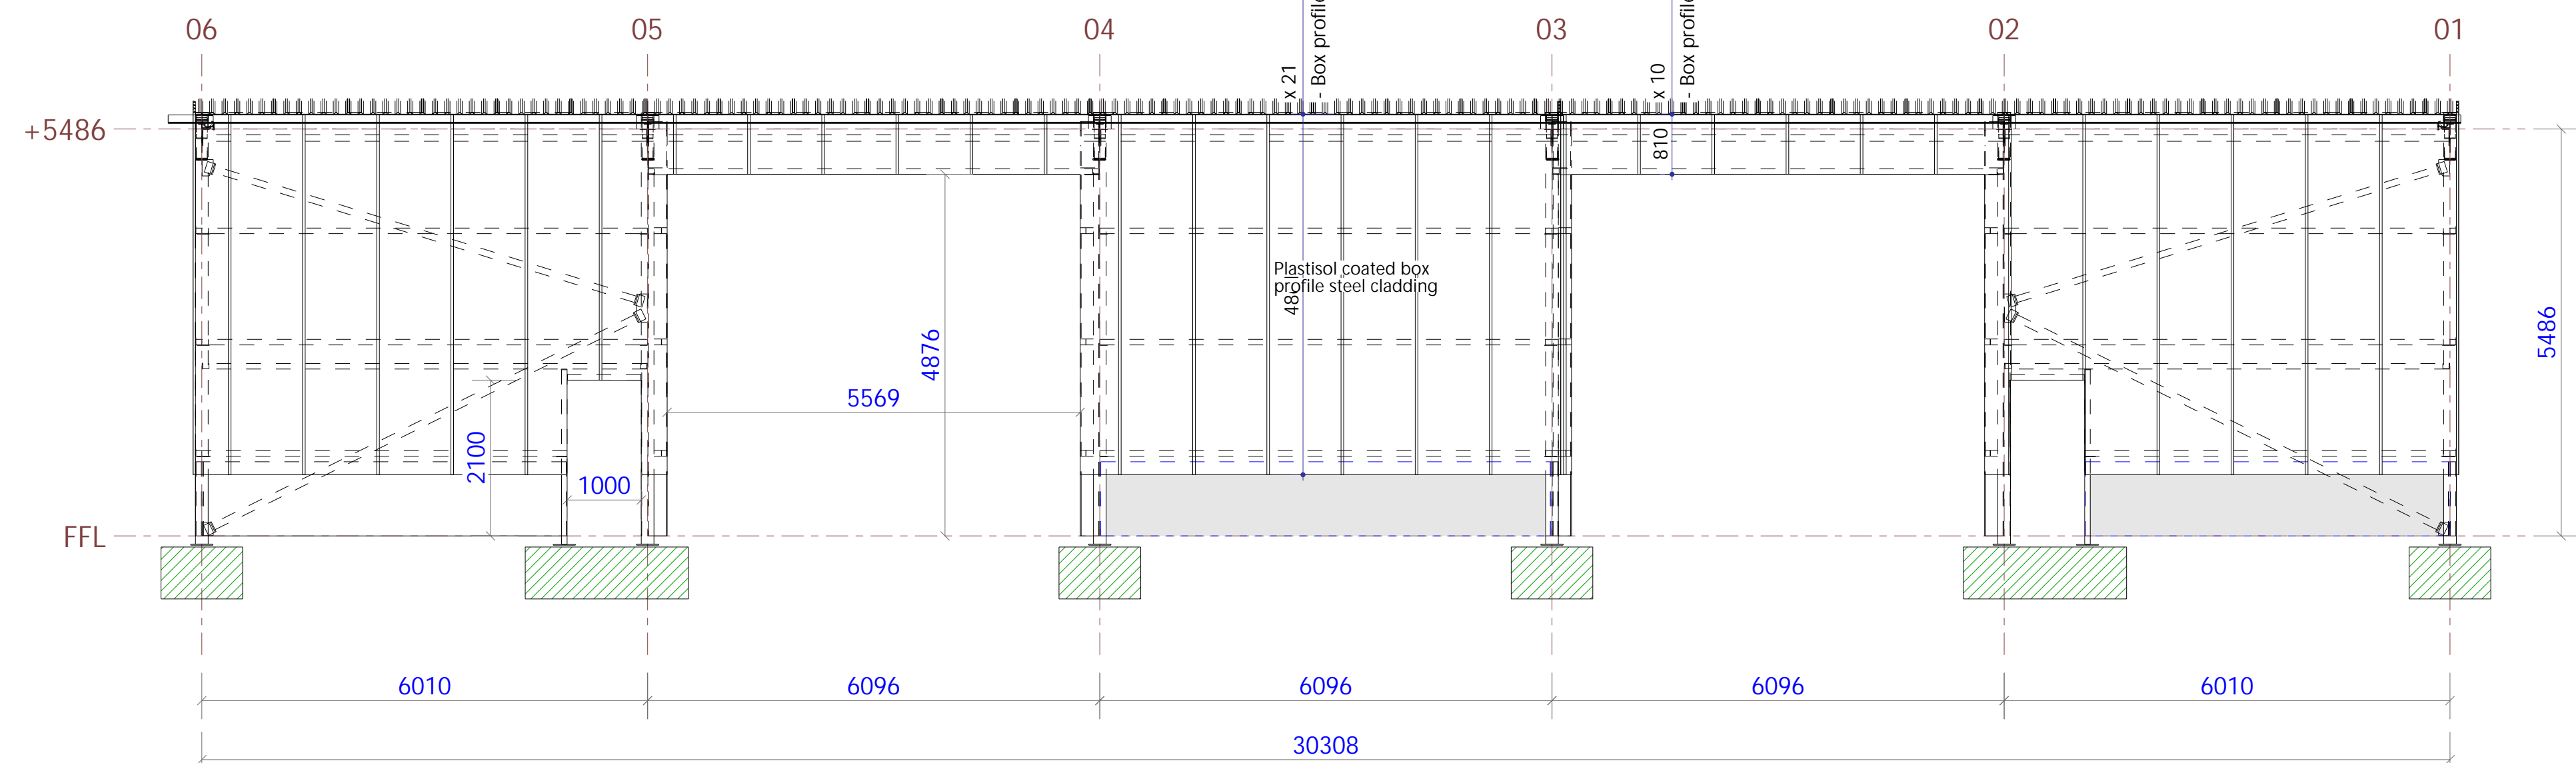 06 05 04 03 02 01
x 21
- Box profile
x 10
- Box profile
+5486
810
Plastisol coated box
profile steel cladding
48
4876
5486
5569
2100
1000
FFL
6010 6096 6096 6096 6010
30308